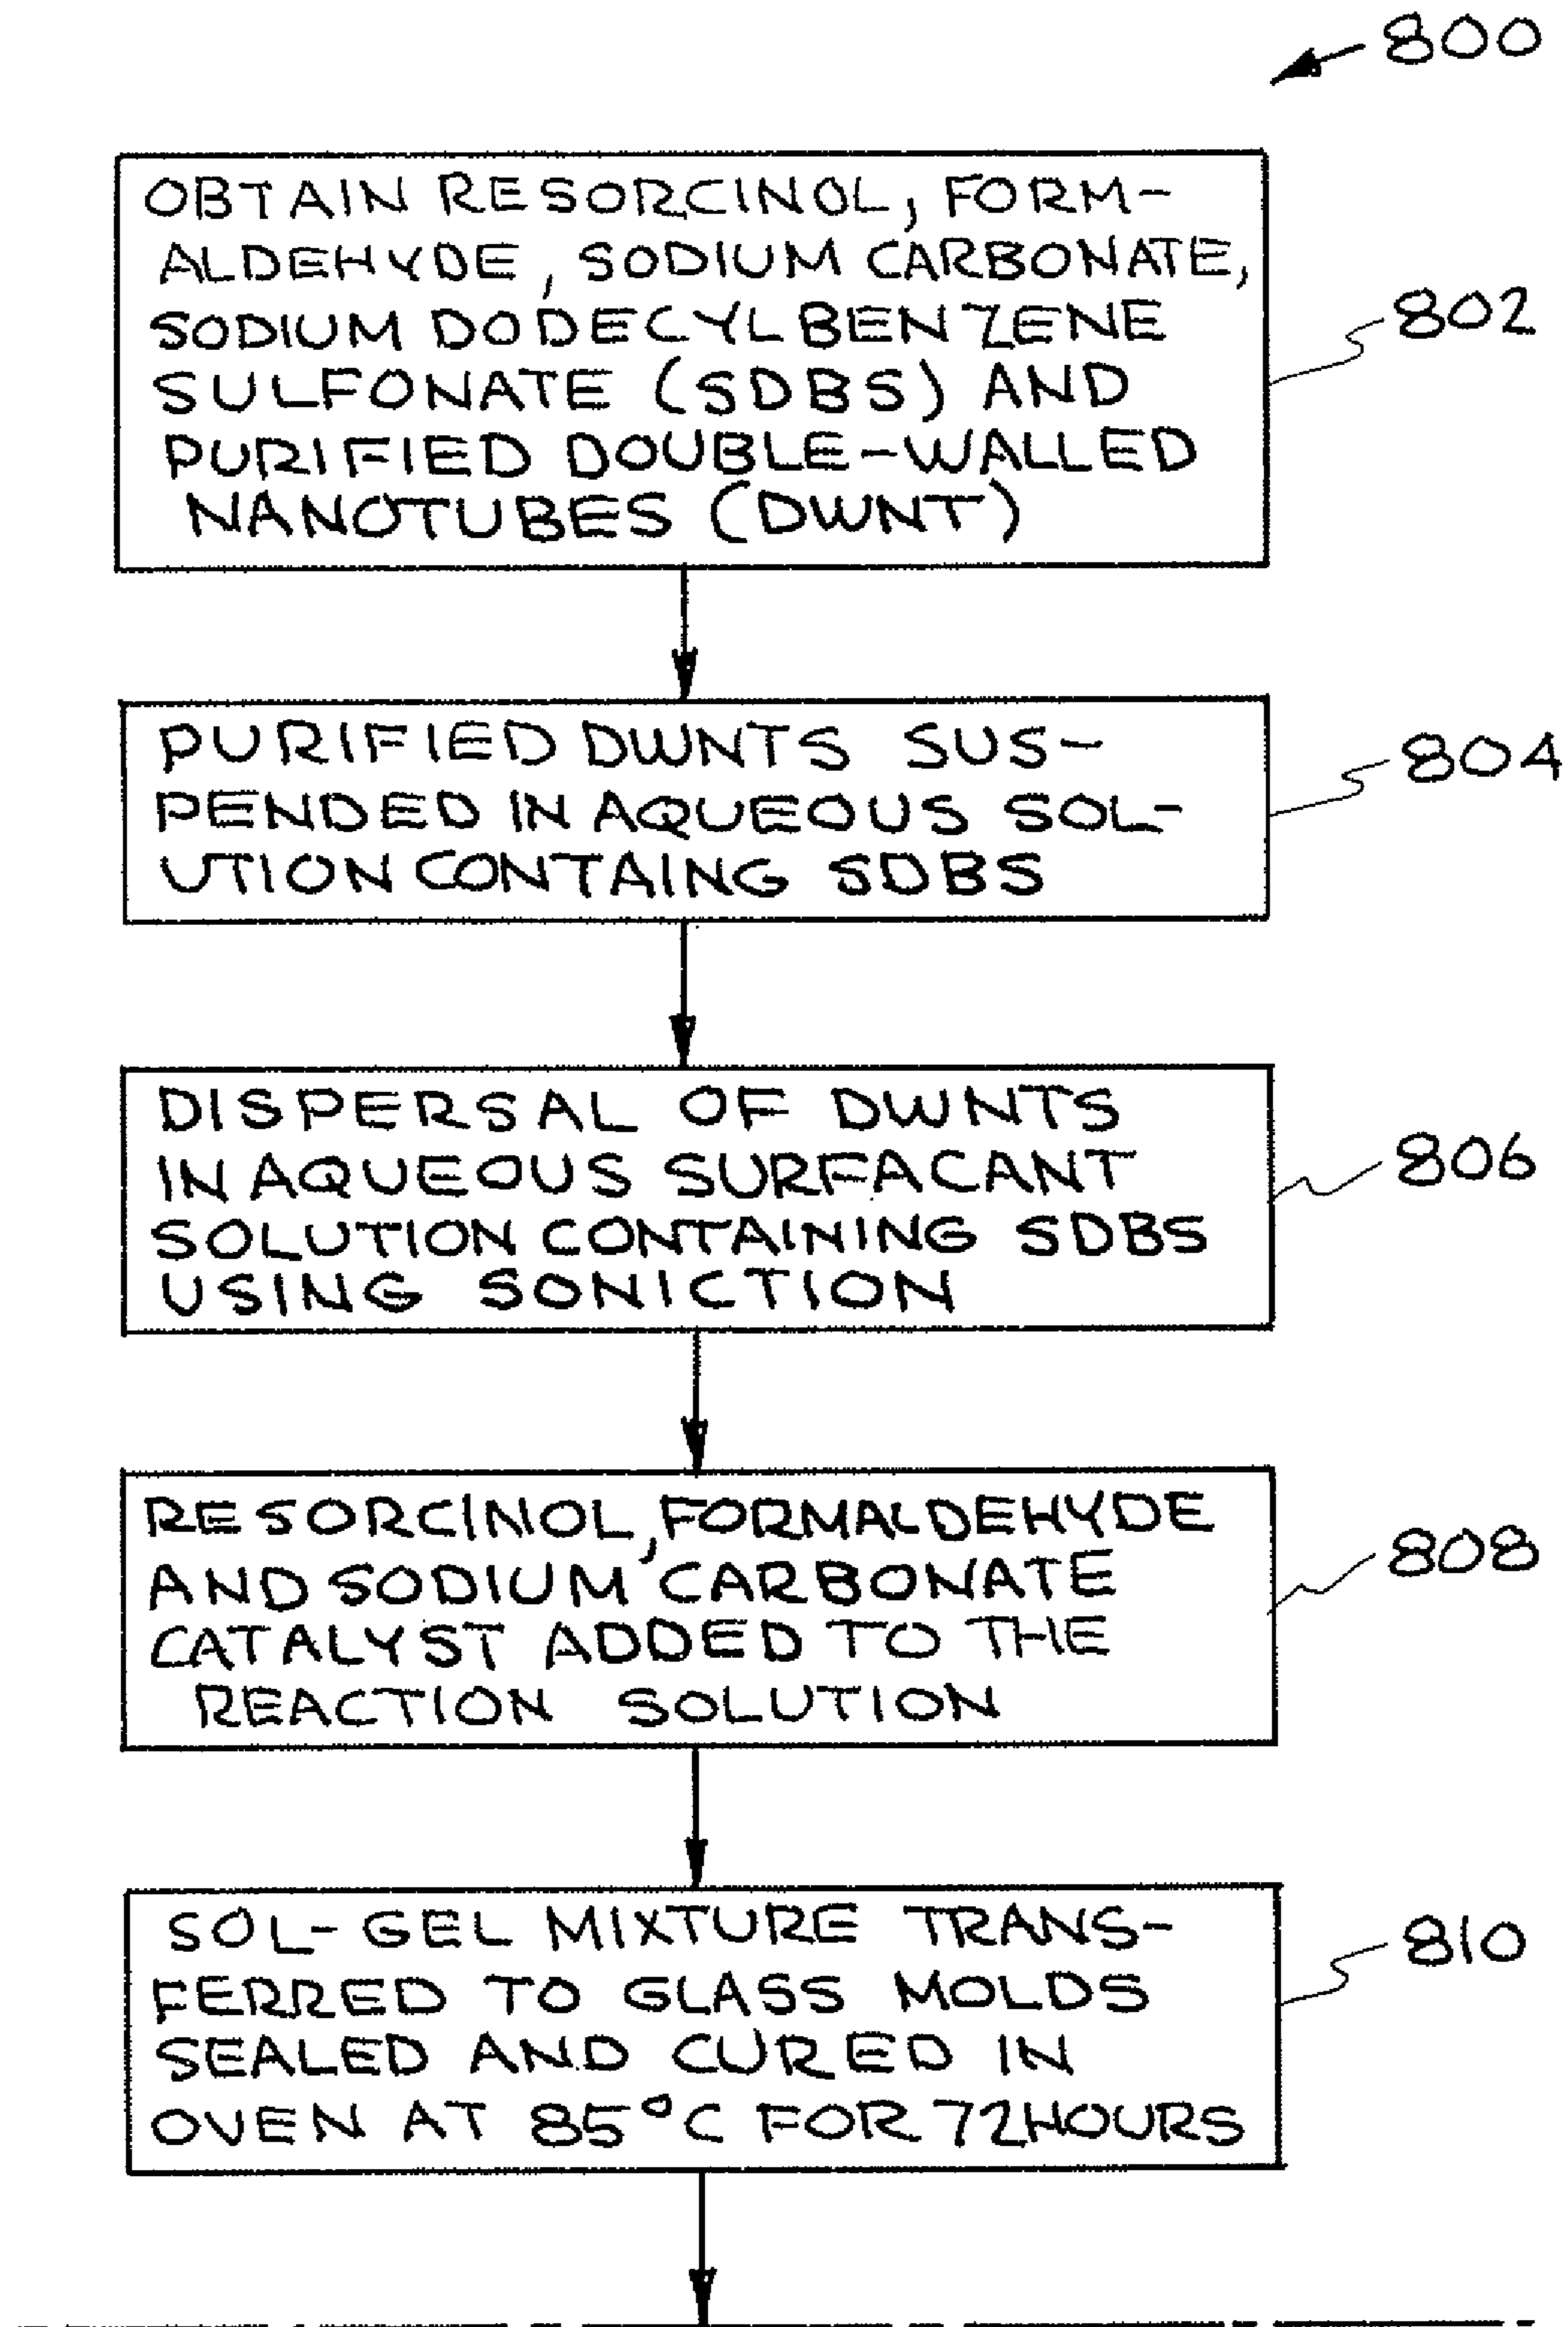 800
OBTAIN RESORCINOL, FORM-
ALDEHYDE, SODIUM CARBONATE,
SODIUM DODECYLBENZENE
SULFONATE (SDBS) AND
PURIFIED DOUBLE-WALLED
NANOTUBES (DWNT)
802
PURIFIED DWNTS SUS-
PENDED IN AQUEOUS SOL-
UTION CONTAING SDBS
804
DISPERSAL OF DWNTS
IN AQUEOUS SURFACANT
SOLUTION CONTAINING SDBS
USING SONICTION
806
RESORCINOL, FORMALDEHYDE
AND SODIUM CARBONATE
CATALYST ADDED TO THE
REACTION SOLUTION
808
SOL-GEL MIXTURE TRANS-
FERRED TO GLASS MOLDS
SEALED AND CURED IN
OVEN AT 85°C FOR 72HOURS
810